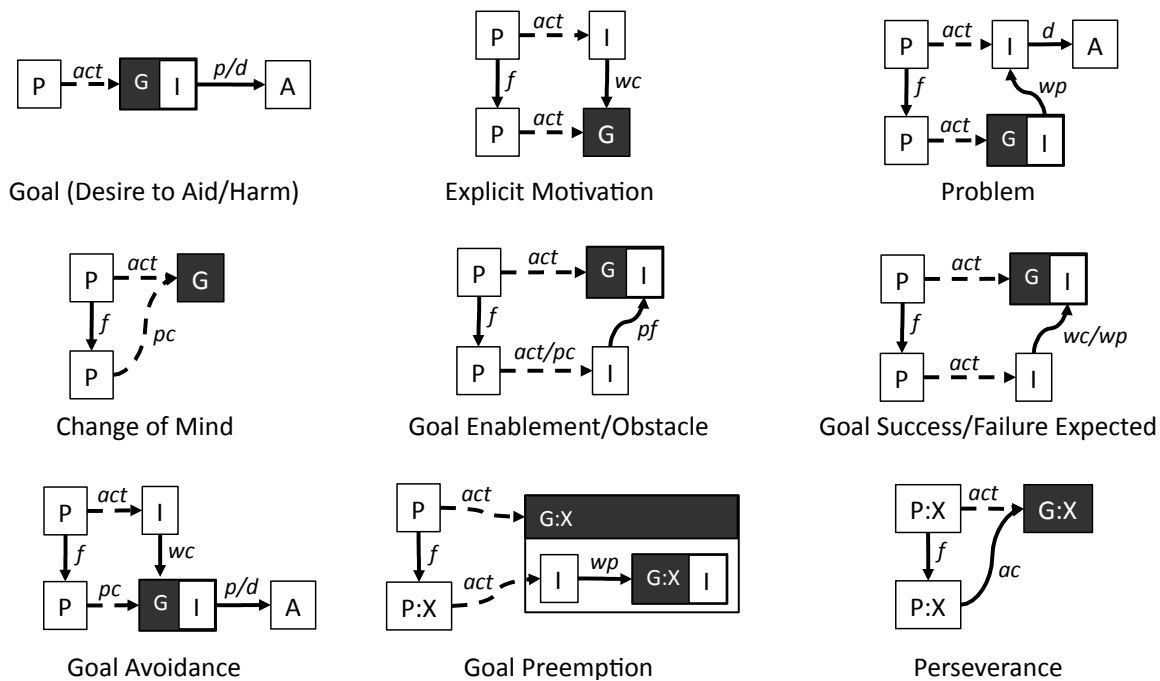 P act G I p/d A
Goal (Desire to Aid/Harm)
P act I
f wc
P act G
Explicit Motivation
P act I d A
f wp
P act G I
Problem
P act G
f pc
P
Change of Mind
P act G I
f pf
P act/pc I
Goal Enablement/Obstacle
P act G I
f wc/wp
P act I
Goal Success/Failure Expected
P act I
f wc
P pc G I p/d A
Goal Avoidance
P act G:X
f
P:X act I wp G:X I
Goal Preemption
P:X act G:X
f ac
P:X
Perseverance